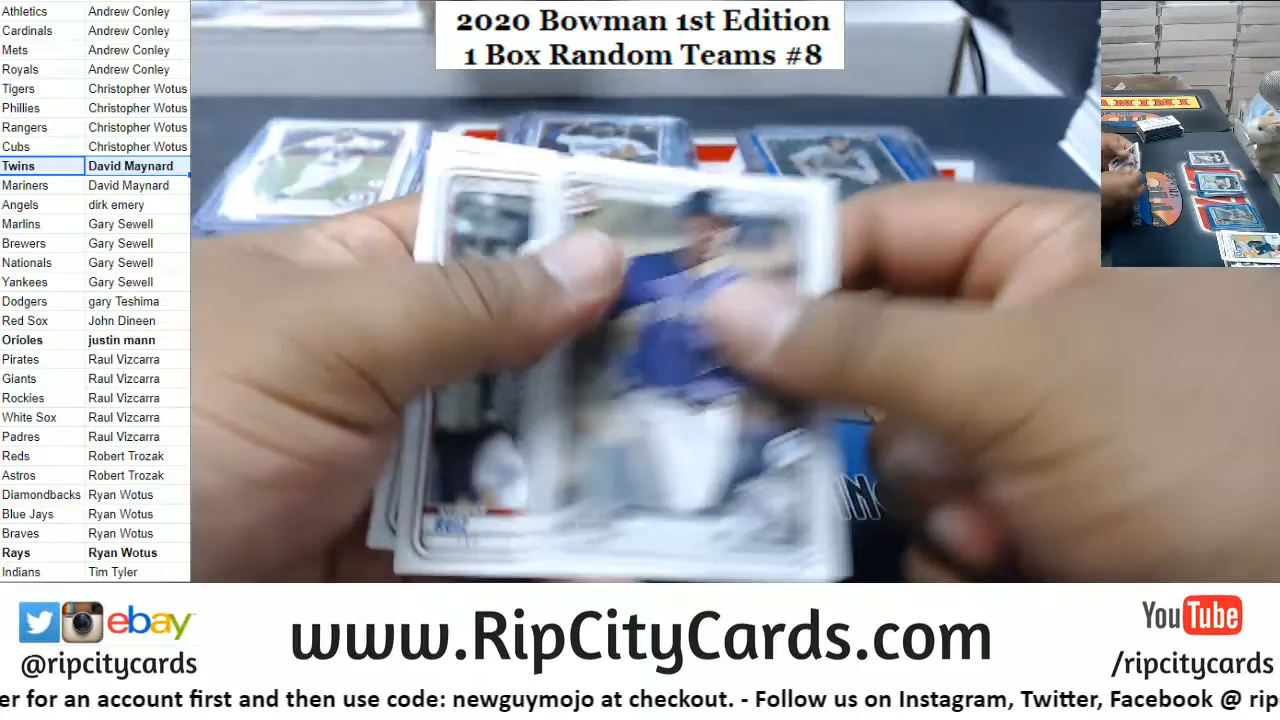 2020 Bowman 1st Edition
1 Box Random Teams #8
Athletics Andrew Conley
Cardinals Andrew Conley
Mets Andrew Conley
Royals Andrew Conley
Tigers Christopher Wotus
Phillies Christopher Wotus
Rangers Christopher Wotus
Cubs Christopher Wotus
Twins David Maynard
Mariners David Maynard
Angels dirk emery
Marlins Gary Sewell
Brewers Gary Sewell
Nationals Gary Sewell
Yankees Gary Sewell
Dodgers gary Teshima
Red Sox John Dineen
Orioles justin mann
Pirates Raul Vizcarra
Giants Raul Vizcarra
Rockies Raul Vizcarra
White Sox Raul Vizcarra
Padres Raul Vizcarra
Reds Robert Trozak
Astros Robert Trozak
Diamondbacks Ryan Wotus
Blue Jays Ryan Wotus
Braves Ryan Wotus
Rays Ryan Wotus
Indians Tim Tyler
PANINI
ebay
@ripcitycards
www.RipCityCards.com
YouTube
/ripcitycards
er for an account first and then use code: newguymojo at checkout. - Follow us on Instagram, Twitter, Facebook @ rip